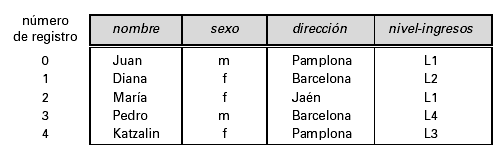 número de registro nombre sexo dirección nivel-ingresos
0 Juan m Pamplona L1
1 Diana f Barcelona L2
2 María f Jaén L1
3 Pedro m Barcelona L4
4 Katzalin f Pamplona L3